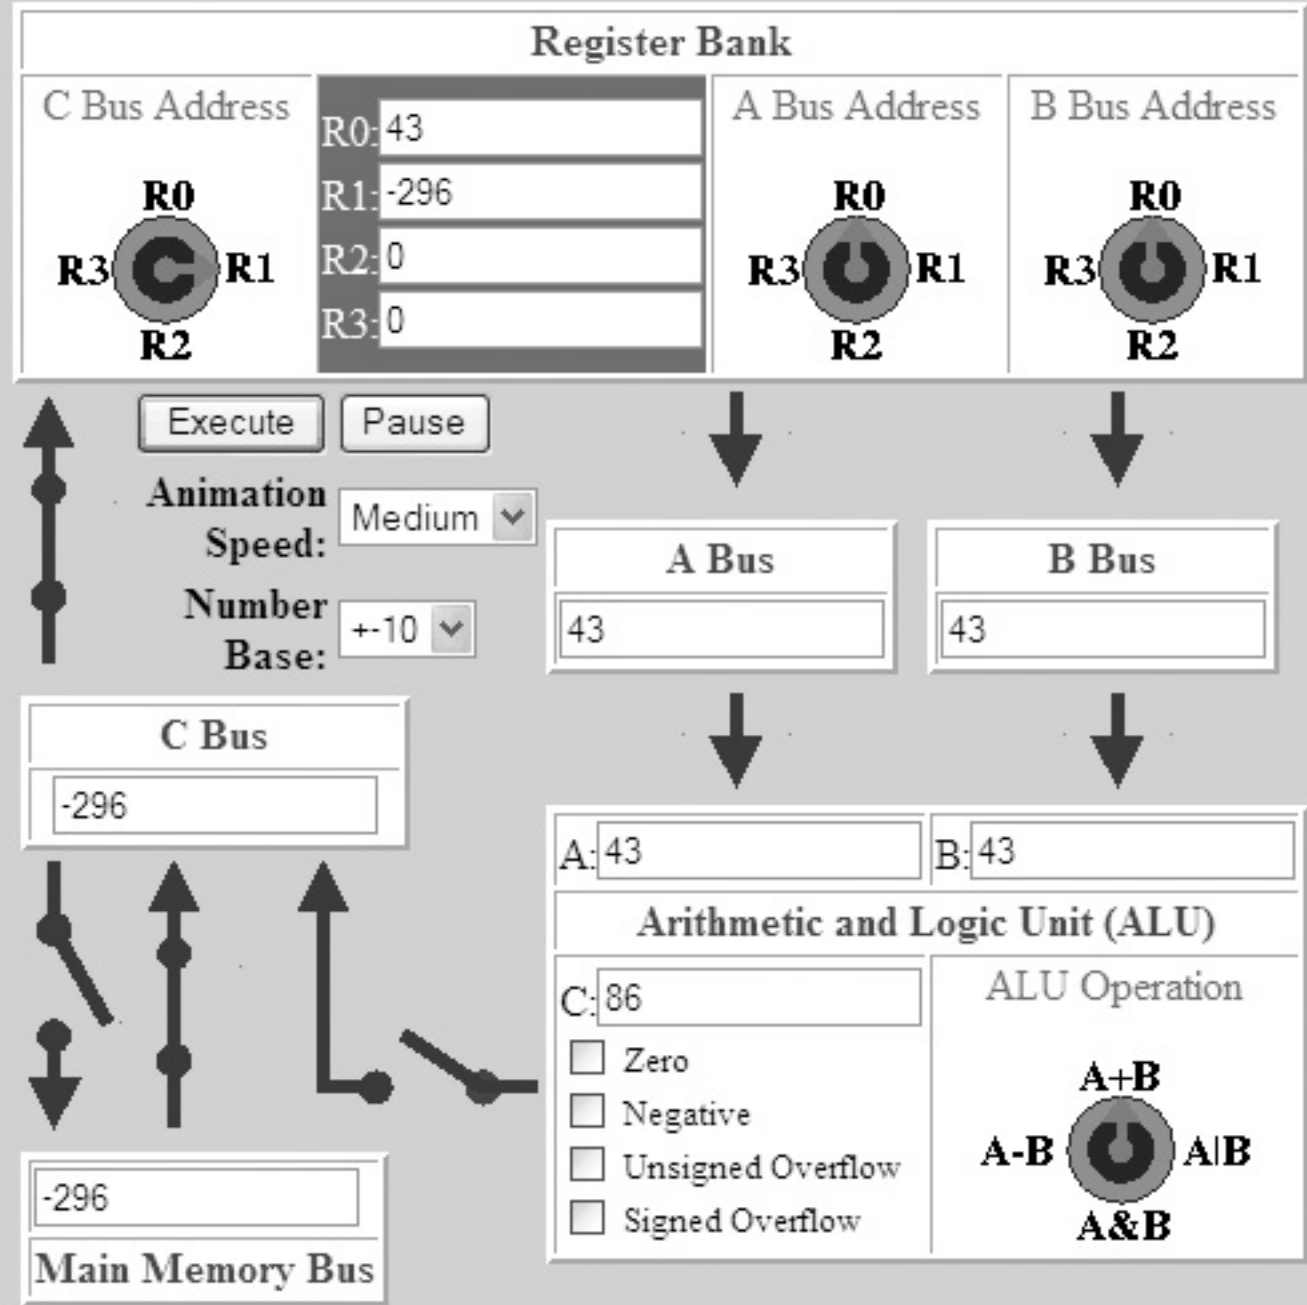 Register Bank
C Bus Address
R0
R3
R1
R2
R0: 43
R1: -296
R2: 0
R3: 0
A Bus Address
R0
R3
R1
R2
B Bus Address
R0
R3
R1
R2
Execute
Pause
Animation
Speed:
Medium
Number
Base:
+-10
A Bus
43
B Bus
43
C Bus
-296
A: 43
B: 43
Arithmetic and Logic Unit (ALU)
C: 86
Zero
Negative
Unsigned Overflow
Signed Overflow
ALU Operation
A+B
A-B
A|B
A&B
-296
Main Memory Bus